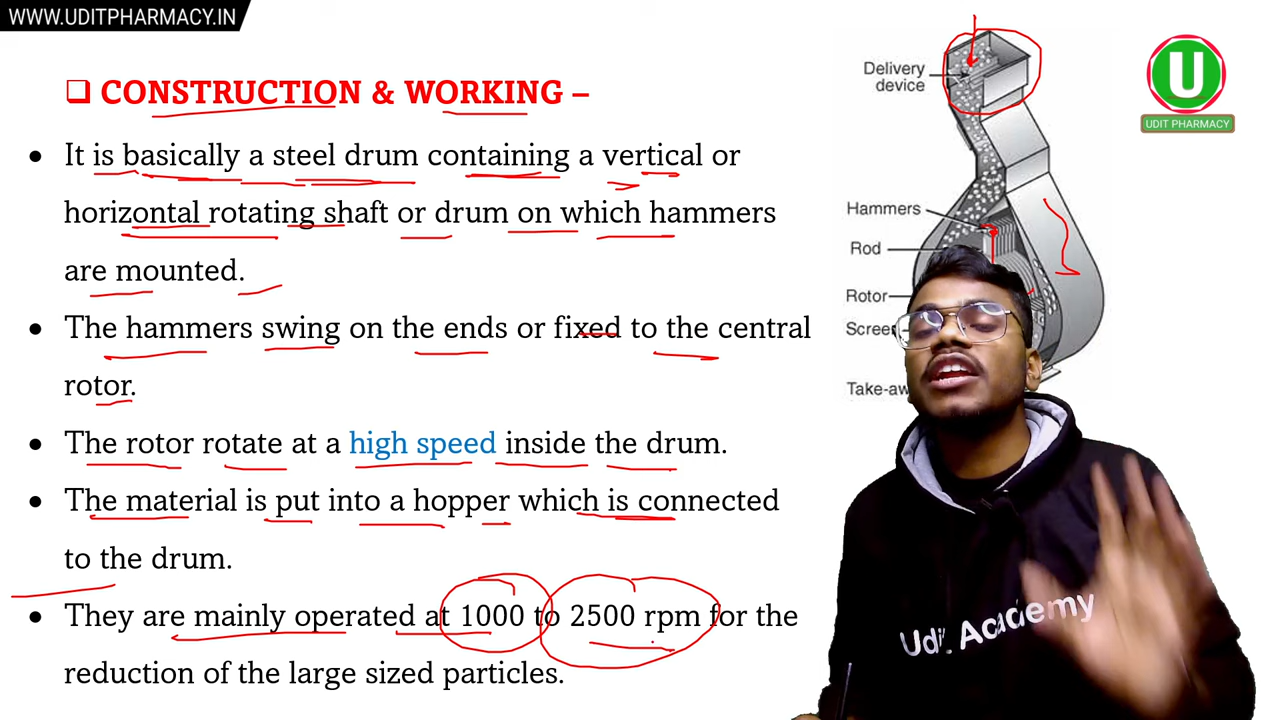 WWW.UDITPHARMACY.IN
CONSTRUCTION & WORKING –
It is basically a steel drum containing a vertical or
horizontal rotating shaft or drum on which hammers
are mounted.
The hammers swing on the ends or fixed to the central
rotor.
The rotor rotate at a high speed inside the drum.
The material is put into a hopper which is connected
to the drum.
They are mainly operated at 1000 to 2500 rpm for the
reduction of the large sized particles.
Delivery
device
Hammers
Rod
Rotor
U
UDIT PHARMACY
Udit Academy